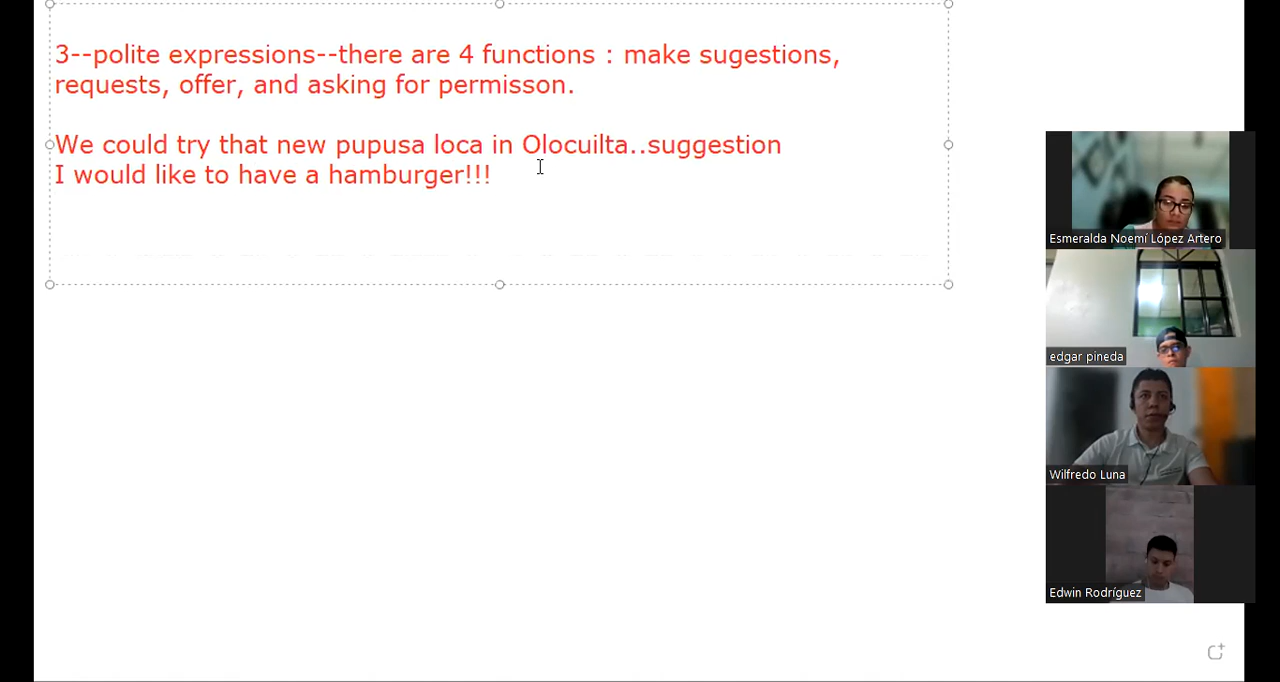 3--polite expressions--there are 4 functions : make sugestions,
requests, offer, and asking for permisson.
We could try that new pupusa loca in Olocuilta..suggestion
I would like to have a hamburger!!!
Esmeralda Noemí López Artero
edgar pineda
Wilfredo Luna
Edwin Rodríguez